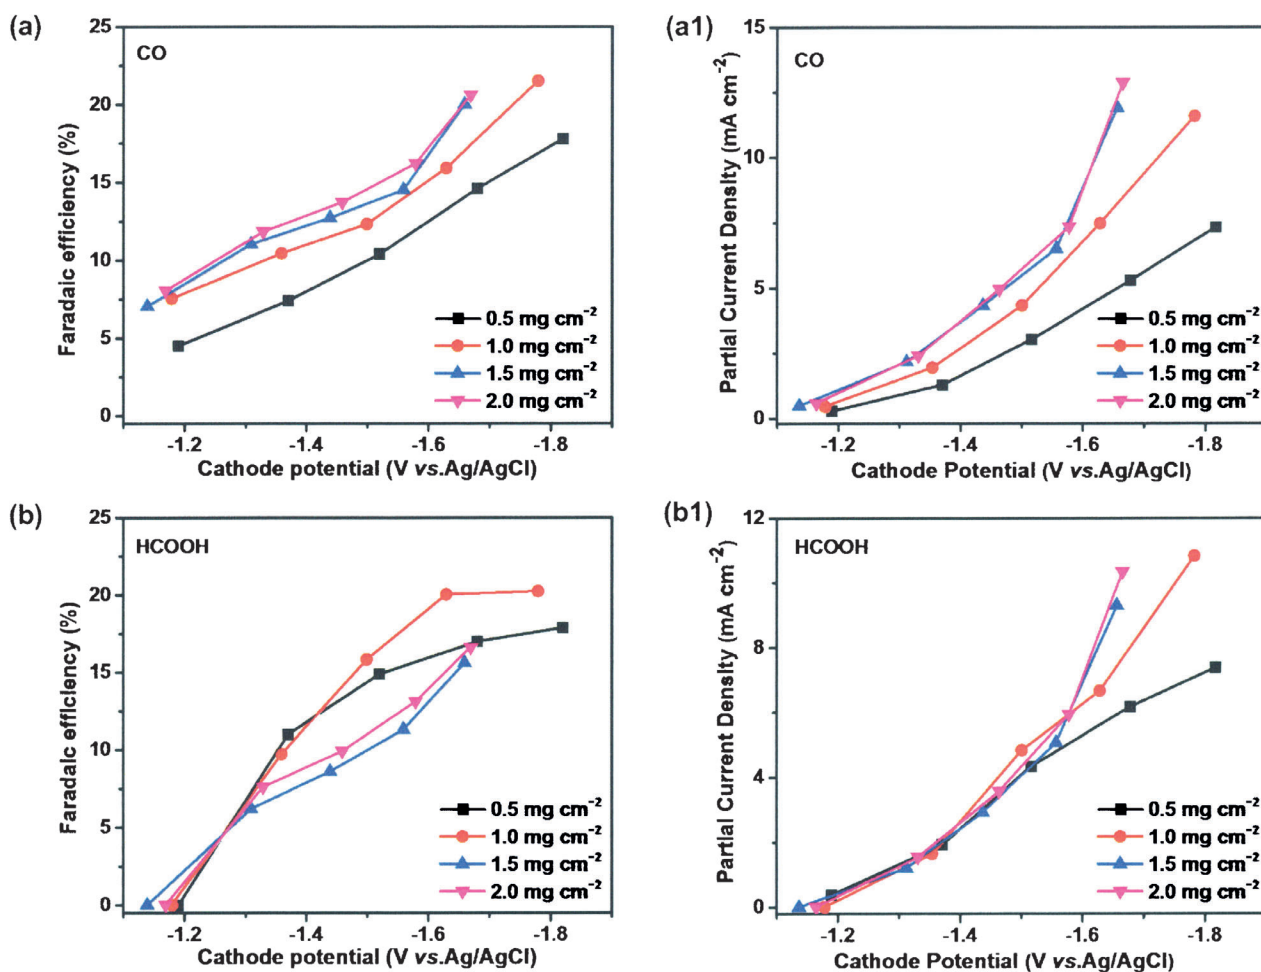 (a)
CO
Faradaic efficiency (%)
25
20
15
10
5
0
-1.2 -1.4 -1.6 -1.8
Cathode potential (V vs.Ag/AgCl)
0.5 mg cm⁻²
1.0 mg cm⁻²
1.5 mg cm⁻²
2.0 mg cm⁻²
(a1)
CO
Partial Current Density (mA cm⁻²)
15
10
5
0
-1.2 -1.4 -1.6 -1.8
Cathode Potential (V vs.Ag/AgCl)
0.5 mg cm⁻²
1.0 mg cm⁻²
1.5 mg cm⁻²
2.0 mg cm⁻²
(b)
HCOOH
Faradaic efficiency (%)
25
20
15
10
5
0
-1.2 -1.4 -1.6 -1.8
Cathode potential (V vs.Ag/AgCl)
0.5 mg cm⁻²
1.0 mg cm⁻²
1.5 mg cm⁻²
2.0 mg cm⁻²
(b1)
HCOOH
Partial Current Density (mA cm⁻²)
12
8
4
0
-1.2 -1.4 -1.6 -1.8
Cathode Potential (V vs.Ag/AgCl)
0.5 mg cm⁻²
1.0 mg cm⁻²
1.5 mg cm⁻²
2.0 mg cm⁻²